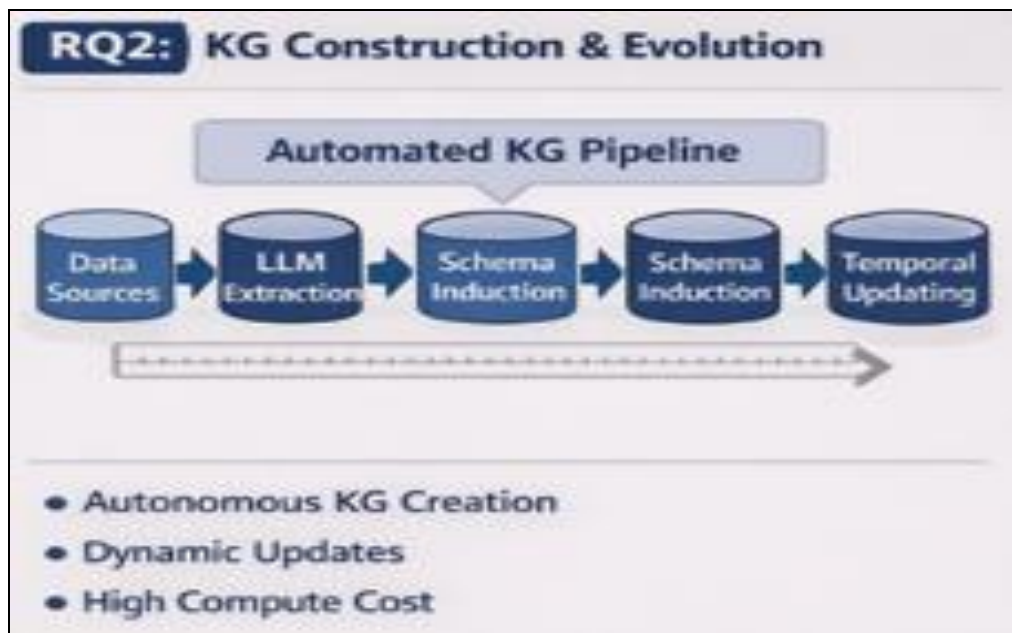 RQ2: KG Construction & Evolution
Automated KG Pipeline
Data Sources
LLM Extraction
Schema Induction
Schema Induction
Temporal Updating
• Autonomous KG Creation
• Dynamic Updates
• High Compute Cost